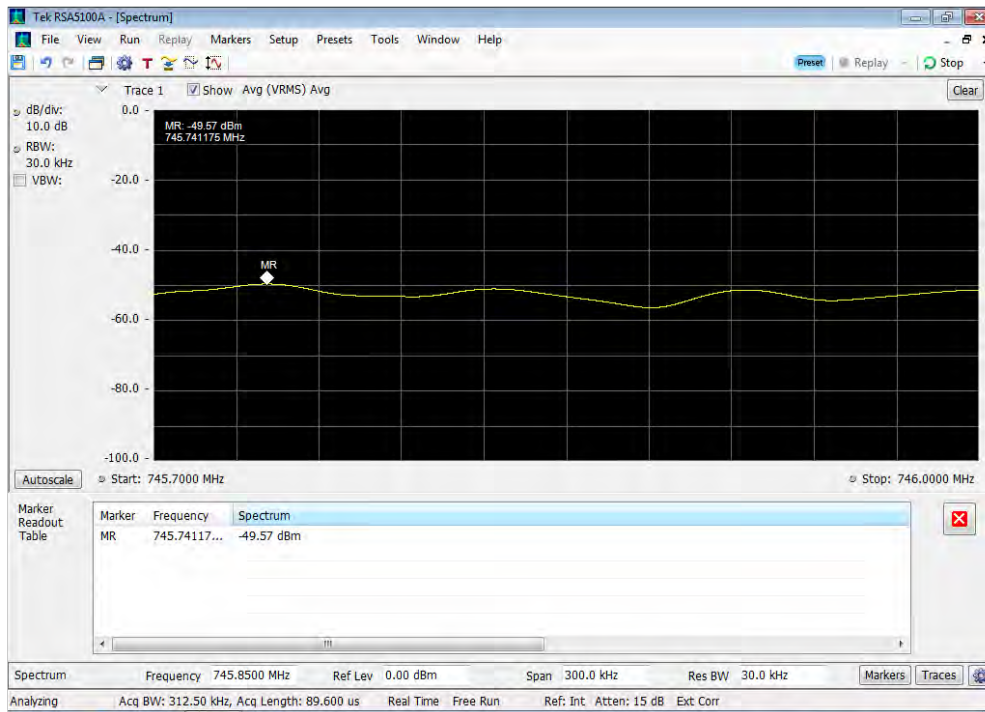 Tek RSA5100A - [Spectrum]
File View Run Replay Markers Setup Presets Tools Window Help
Preset Replay Stop
Trace 1 Show Avg (VRMS) Avg Clear
dB/div:
10.0 dB
RBW:
30.0 kHz
VBW:
0.0
MR: -49.57 dBm
745.741175 MHz
-20.0
-40.0
MR
-60.0
-80.0
-100.0
Autoscale Start: 745.7000 MHz Stop: 746.0000 MHz
Marker
Readout
Table
Marker Frequency Spectrum
MR 745.74117... -49.57 dBm
Spectrum Frequency 745.8500 MHz Ref Lev 0.00 dBm Span 300.0 kHz Res BW 30.0 kHz Markers Traces
Analyzing Acq BW: 312.50 kHz, Acq Length: 89.600 us Real Time Free Run Ref: Int Atten: 15 dB Ext Corr